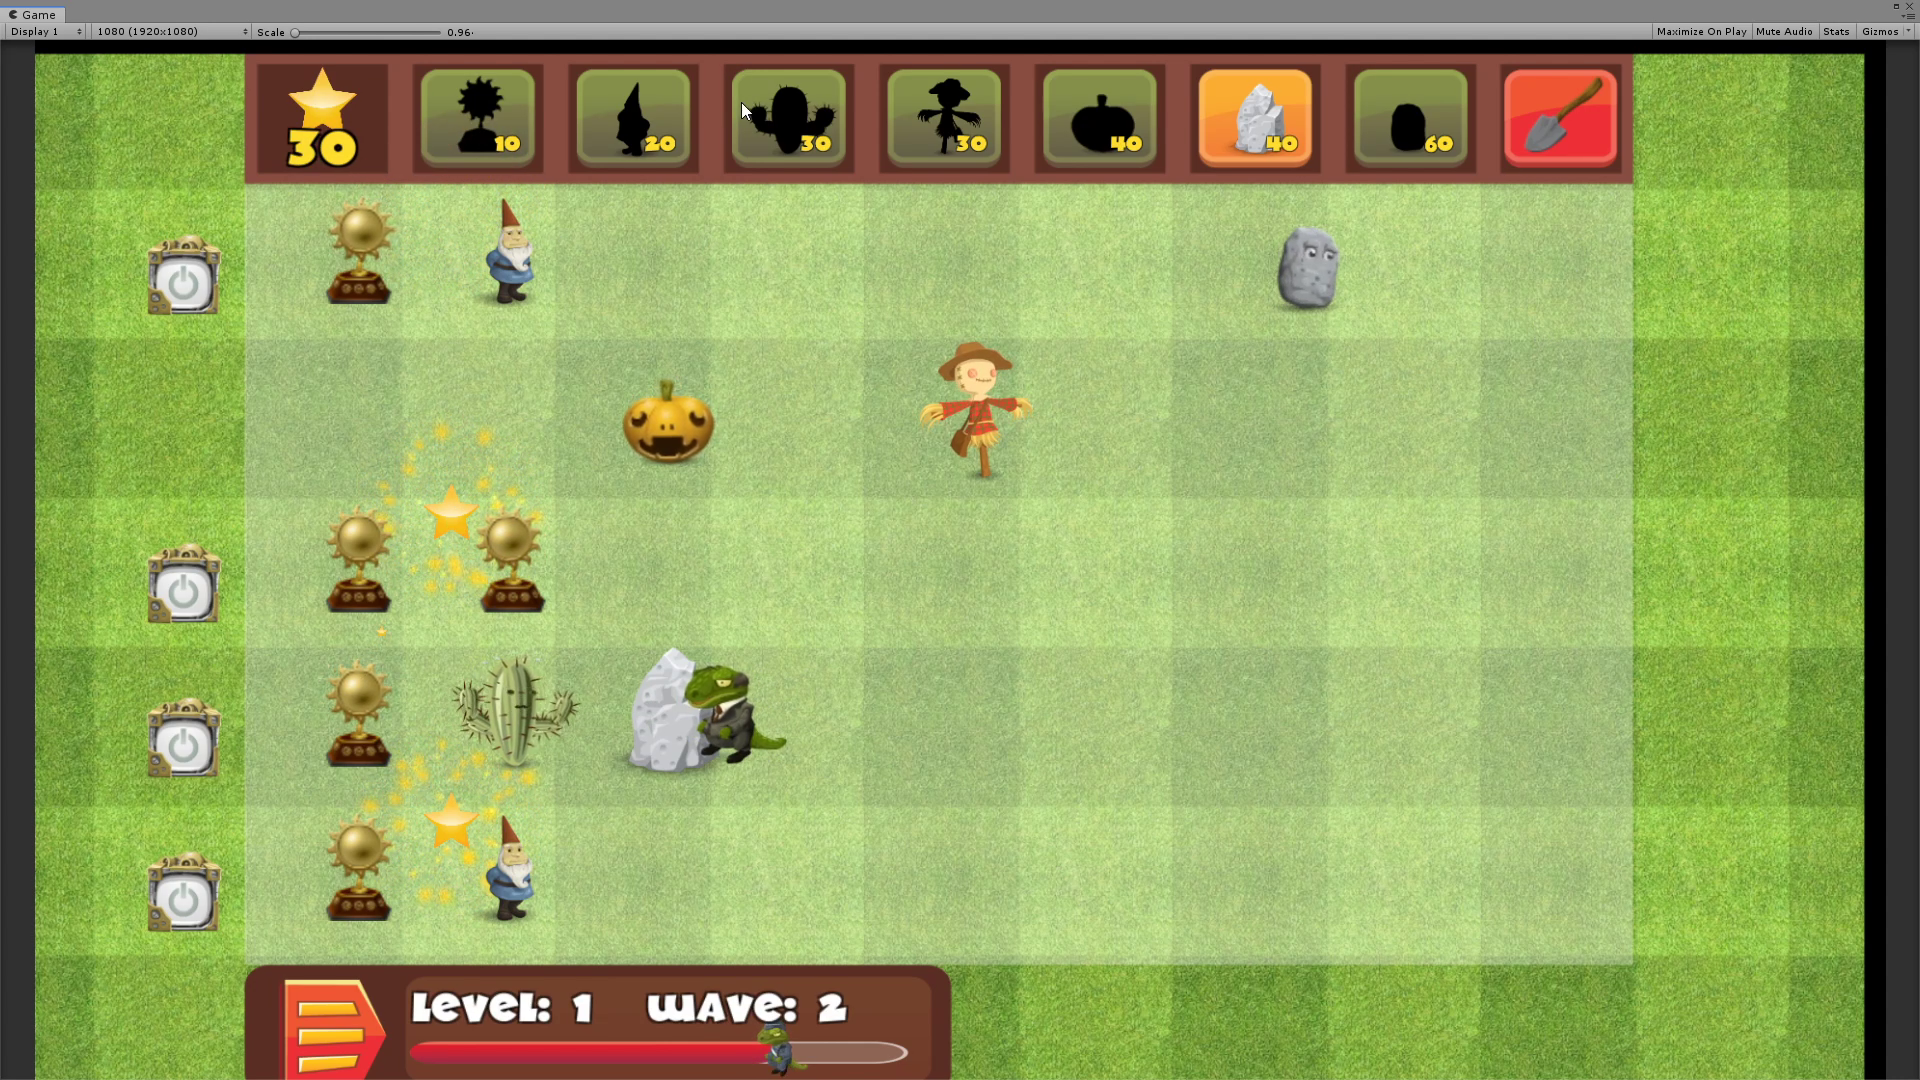 Game
Display 1 1080 (1920x1080) Scale 0.96 Maximize On Play Mute Audio Stats Gizmos
30 10 20 30 30 40 40 60
Level: 1 Wave: 2